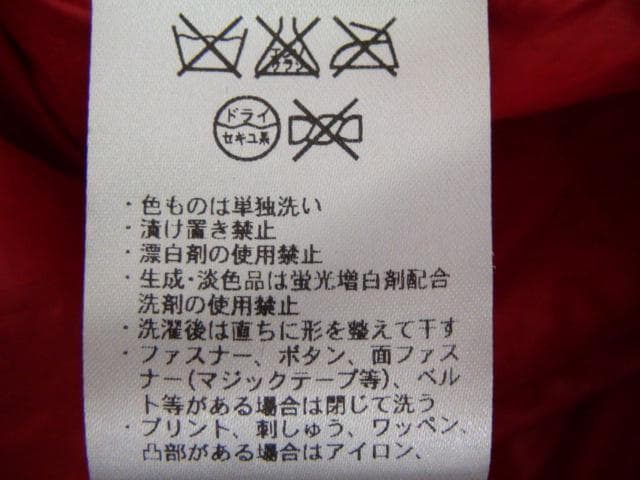 エンソ
サラシ
ドライ
セキユ系
・色ものは単独洗い
・漬け置き禁止
・漂白剤の使用禁止
・生成・淡色品は蛍光増白剤配合
洗剤の使用禁止
・洗濯後は直ちに形を整えて干す
・ファスナー、ボタン、面ファス
ナー(マジックテープ等)、ベル
ト等がある場合は閉じて洗う
・プリント、刺しゅう、ワッペン、
凸部がある場合はアイロン、